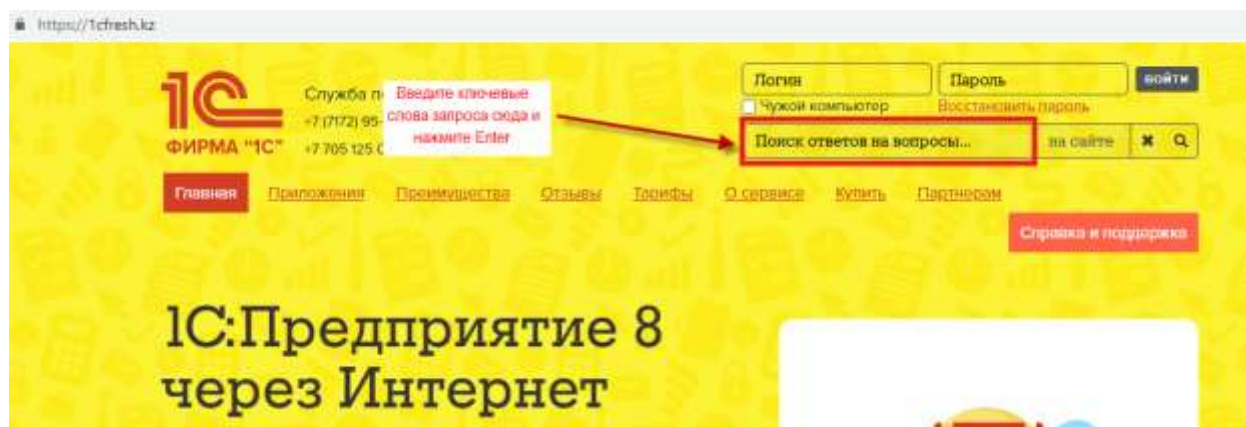 https://1cfresh.kz
1С
ФИРМА "1С"
Служба п
+7 (7172) 95-
+7 705 125 0
Введите ключевые
слова запроса сюда и
нажмите Enter
Логин
Пароль
ВОЙТИ
Чужой компьютер
Восстановить пароль
Поиск ответов на вопросы...
на сайте
Главная Приложения Преимущества Отзывы Тарифы О сервисе Купить Партнерам
Справка и поддержка
1С:Предприятие 8
через Интернет